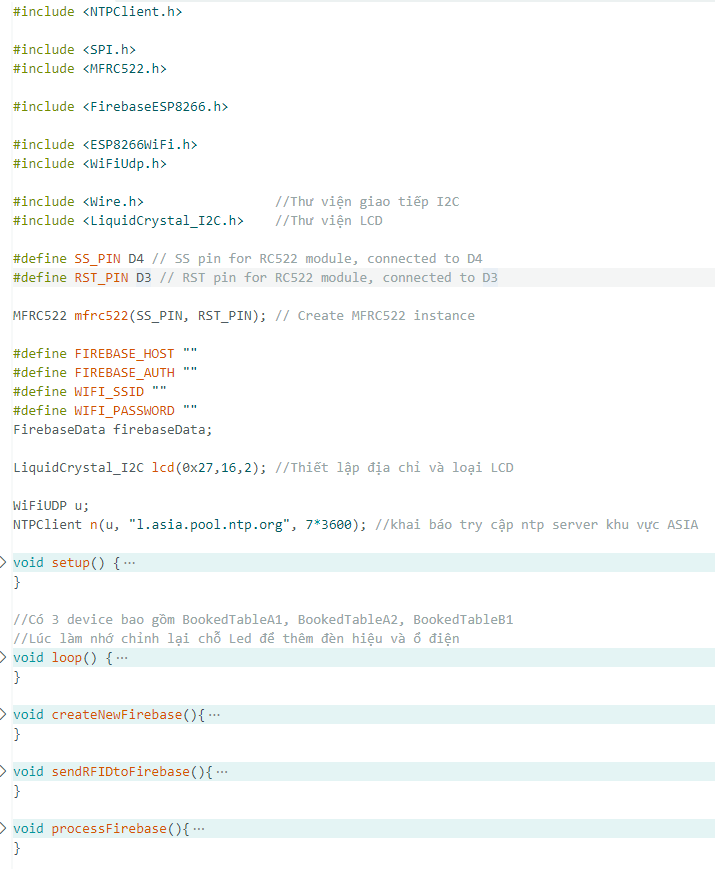 #include <NTPClient.h>
#include <SPI.h>
#include <MFRC522.h>
#include <FirebaseESP8266.h>
#include <ESP8266WiFi.h>
#include <WiFiUdp.h>
#include <Wire.h> //Thư viện giao tiếp I2C
#include <LiquidCrystal_I2C.h> //Thư viện LCD
#define SS_PIN D4 // SS pin for RC522 module, connected to D4
#define RST_PIN D3 // RST pin for RC522 module, connected to D3
MFRC522 mfrc522(SS_PIN, RST_PIN); // Create MFRC522 instance
#define FIREBASE_HOST ""
#define FIREBASE_AUTH ""
#define WIFI_SSID ""
#define WIFI_PASSWORD ""
FirebaseData firebaseData;
LiquidCrystal_I2C lcd(0x27,16,2); //Thiết lập địa chỉ và loại LCD
WiFiUDP u;
NTPClient n(u, "1.asia.pool.ntp.org", 7*3600); //khai báo try cập ntp server khu vực ASIA
void setup() { ···
}
//Có 3 device bao gồm BookedTableA1, BookedTableA2, BookedTableB1
//Lúc làm nhớ chỉnh lại chỗ Led để thêm đèn hiệu và ổ điện
void loop() { ···
}
void createNewFirebase(){ ···
}
void sendRFIDtoFirebase(){ ···
}
void processFirebase(){ ···
}